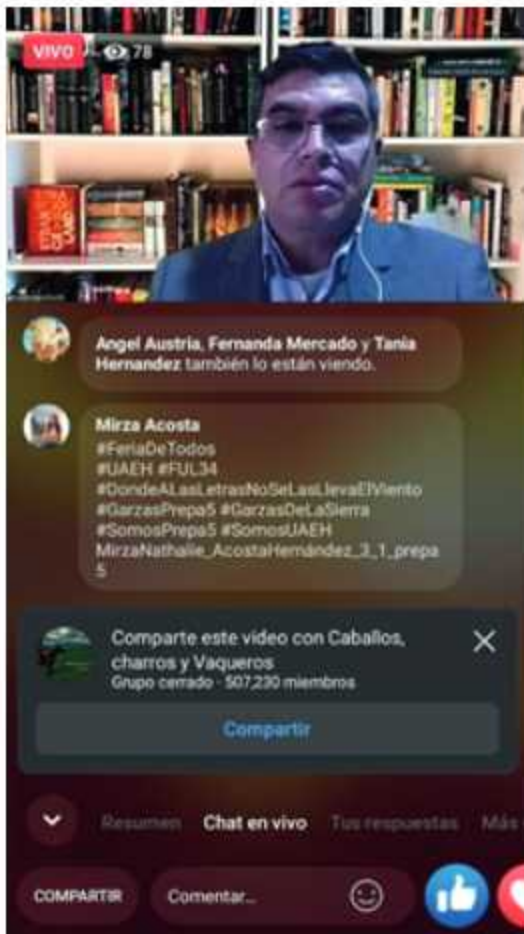 VIVO 78
Angel Austria, Fernanda Mercado y Tania
Hernandez también lo están viendo.
Mirza Acosta
#FeriaDeTodos
#UAEH #FUL34
#DondeALasLetrasNoSeLasLlevaElViento
#GarzasPrepa5 #GarzasDeLaSierra
#SomosPrepa5 #SomosUAEH
MirzaNathalie_AcostaHernández_3_1_prepa
5
Comparte este video con Caballos,
charros y Vaqueros
Grupo cerrado · 507,230 miembros
Compartir
Resumen Chat en vivo Tus respuestas Más
COMPARTIR Comentar...